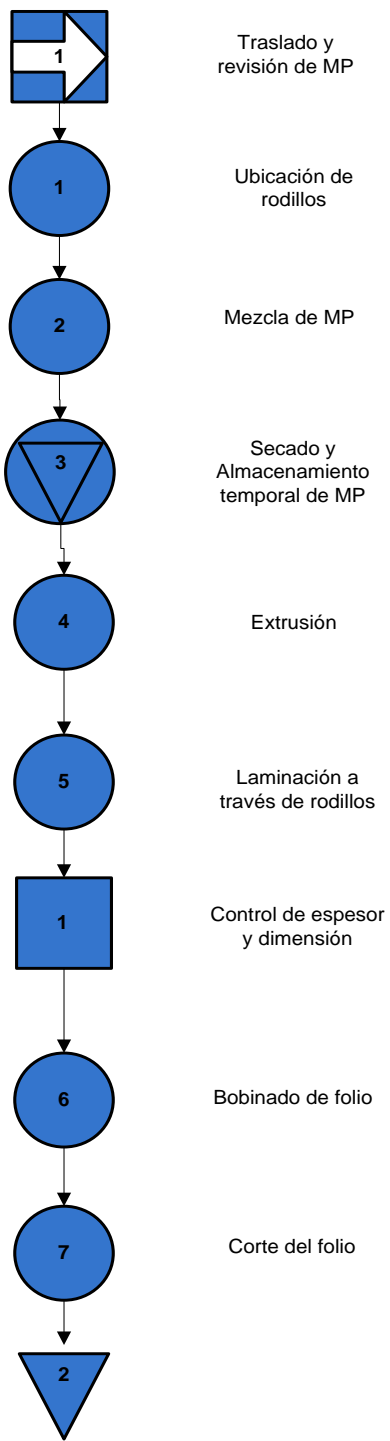 1
Traslado y
revisión de MP
1
Ubicación de
rodillos
2
Mezcla de MP
3
Secado y
Almacenamiento
temporal de MP
4
Extrusión
5
Laminación a
través de rodillos
1
Control de espesor
y dimensión
6
Bobinado de folio
7
Corte del folio
2